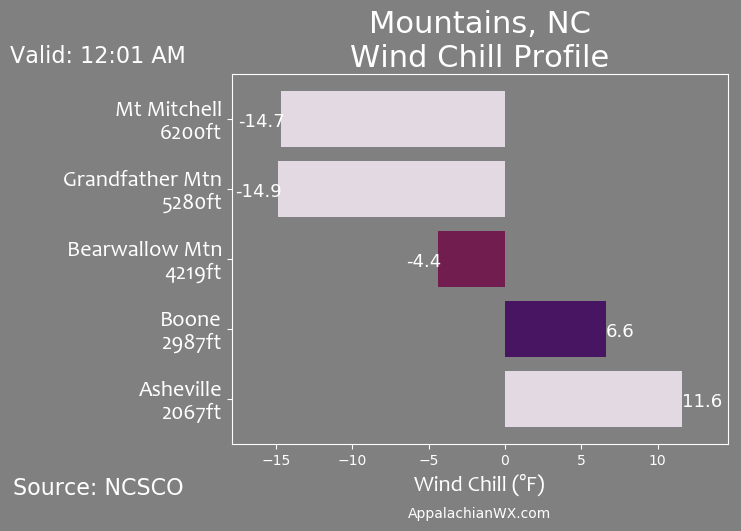 Mountains, NC
Wind Chill Profile
Valid: 12:01 AM
Mt Mitchell
6200ft
-14.7
Grandfather Mtn
5280ft
-14.9
Bearwallow Mtn
4219ft
-4.4
Boone
2987ft
6.6
Asheville
2067ft
11.6
−15 −10 −5 0 5 10
Wind Chill (°F)
Source: NCSCO
AppalachianWX.com